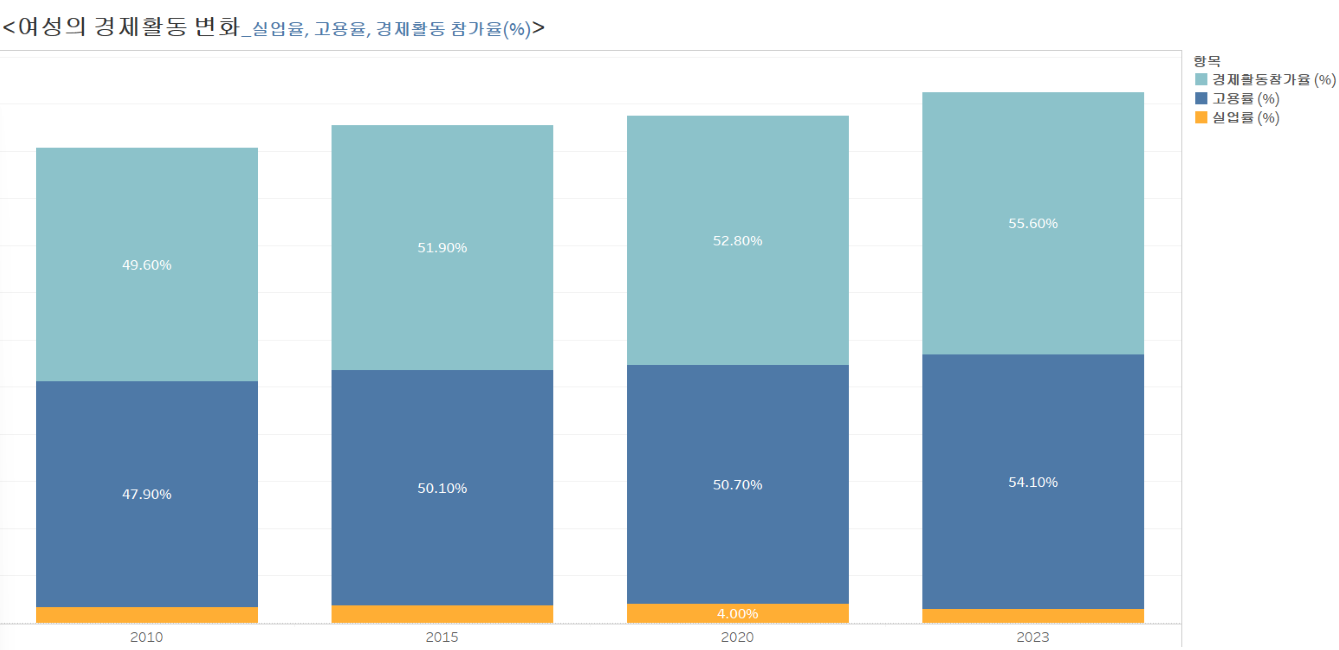 <여성의 경제활동 변화_실업율, 고용율, 경제활동 참가율(%)>
항목
경제활동참가율 (%)
고용률 (%)
실업률 (%)
49.60%
51.90%
52.80%
55.60%
47.90%
50.10%
50.70%
54.10%
4.00%
2010
2015
2020
2023